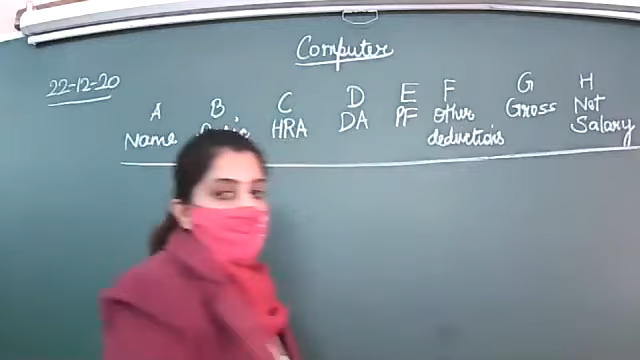 Computer
22-12-20
A B C D E F G H
Name HRA DA PF Other deductions Gross Net Salary